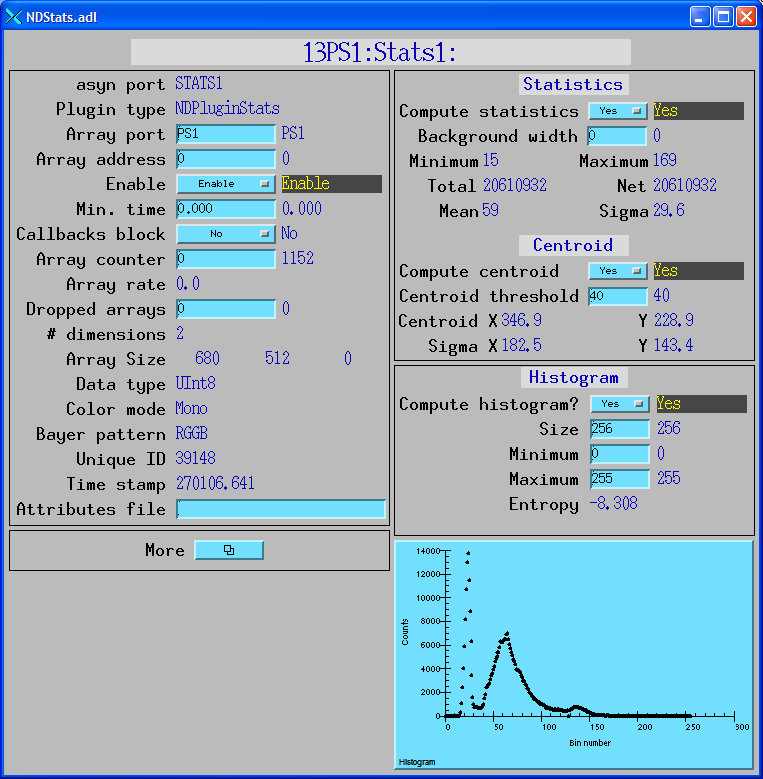 NDStats.adl
13PS1:Stats1:
asyn port STATS1
Plugin type NDPluginStats
Array port PS1 PS1
Array address 0 0
Enable Enable Enable
Min. time 0.000 0.000
Callbacks block No No
Array counter 0 1152
Array rate 0.0
Dropped arrays 0 0
# dimensions 2
Array Size 680 512 0
Data type UInt8
Color mode Mono
Bayer pattern RGGB
Unique ID 39148
Time stamp 270106.641
Attributes file
More
Statistics
Compute statistics Yes Yes
Background width 0 0
Minimum 15 Maximum 169
Total 20610932 Net 20610932
Mean 59 Sigma 29.6
Centroid
Compute centroid Yes Yes
Centroid threshold 40 40
Centroid X 346.9 Y 228.9
Sigma X 182.5 Y 143.4
Histogram
Compute histogram? Yes Yes
Size 256 256
Minimum 0 0
Maximum 255 255
Entropy -8.308
14000
12000
10000
8000
6000
4000
2000
0
Counts
0 50 100 150 200 250 300
Bin number
Histogram